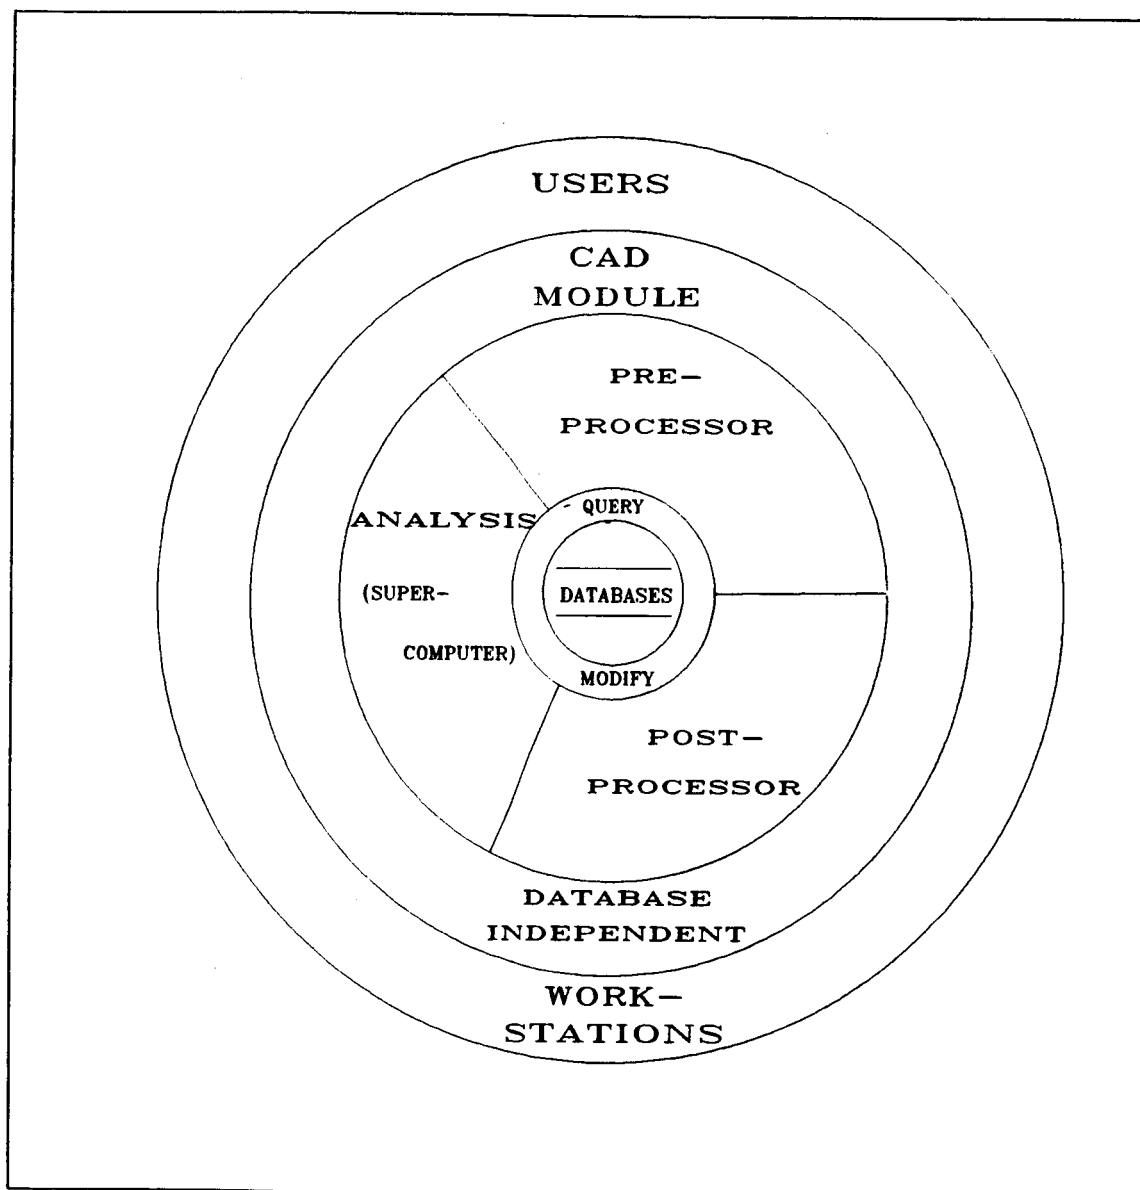 USERS
CAD
MODULE
PRE-
PROCESSOR
QUERY
ANALYSIS
(SUPER-
COMPUTER)
DATABASES
MODIFY
POST-
PROCESSOR
DATABASE
INDEPENDENT
WORK-
STATIONS